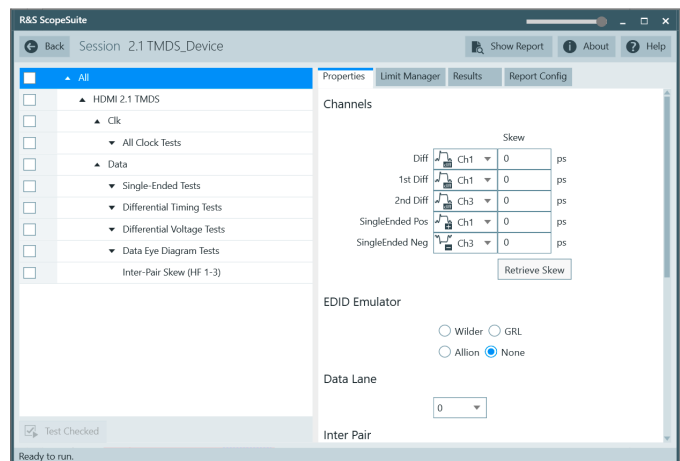 R&S ScopeSuite
Back Session 2.1 TMDS_Device Show Report About Help
All
HDMI 2.1 TMDS
Clk
All Clock Tests
Data
Single-Ended Tests
Differential Timing Tests
Differential Voltage Tests
Data Eye Diagram Tests
Inter-Pair Skew (HF 1-3)
Test Checked
Properties Limit Manager Results Report Config
Channels
Skew
Diff Ch1 0 ps
1st Diff Ch1 0 ps
2nd Diff Ch3 0 ps
SingleEnded Pos Ch1 0 ps
SingleEnded Neg Ch3 0 ps
Retrieve Skew
EDID Emulator
Wilder GRL
Allion None
Data Lane
0
Inter Pair
Ready to run.